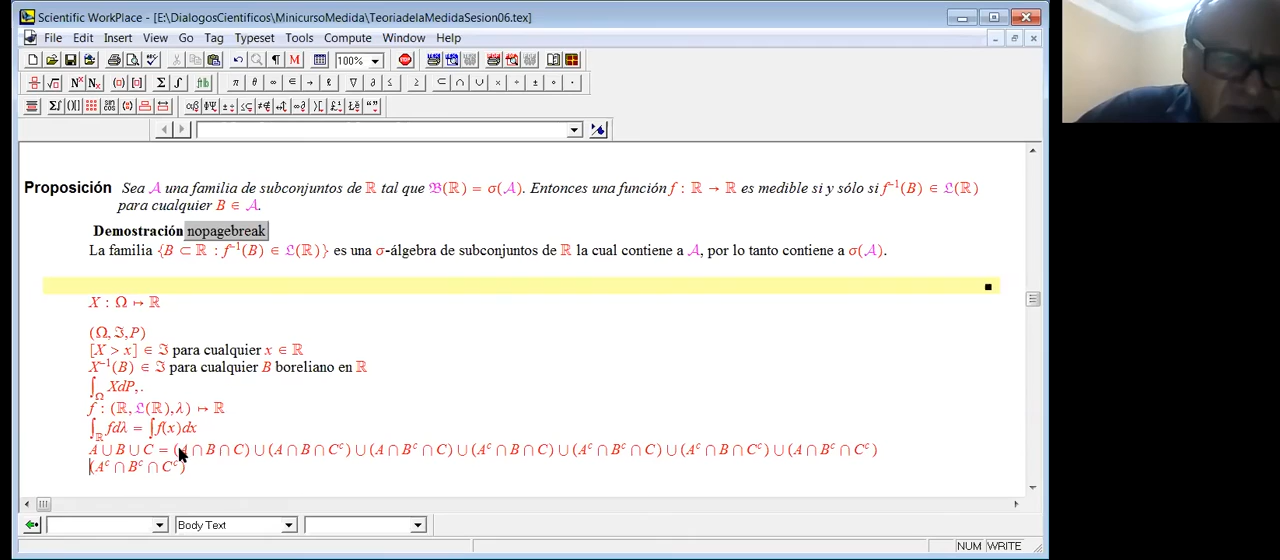 Scientific WorkPlace - [E:\DialogosCientificos\MinicursoMedida\TeoriadelaMedidaSesion06.tex]
File Edit Insert View Go Tag Typeset Tools Compute Window Help
100%
Proposición Sea 𝒜 una familia de subconjuntos de ℝ tal que 𝔅(ℝ) = σ(𝒜). Entonces una función f : ℝ → ℝ es medible si y sólo si f⁻¹(B) ∈ 𝔏(ℝ)
para cualquier B ∈ 𝒜.
Demostración nopagebreak
La familia {B ⊂ ℝ : f⁻¹(B) ∈ 𝔏(ℝ)} es una σ-álgebra de subconjuntos de ℝ la cual contiene a 𝒜, por lo tanto contiene a σ(𝒜).
X : Ω ↦ ℝ
(Ω, ℑ, P)
[X > x] ∈ ℑ para cualquier x ∈ ℝ
X⁻¹(B) ∈ ℑ para cualquier B boreliano en ℝ
∫_Ω XdP, .
f : (ℝ, 𝔏(ℝ), λ) ↦ ℝ
∫_ℝ fdλ = ∫f(x)dx
A ∪ B ∪ C = (A ∩ B ∩ C) ∪ (A ∩ B ∩ Cᶜ) ∪ (A ∩ Bᶜ ∩ C) ∪ (Aᶜ ∩ B ∩ C) ∪ (Aᶜ ∩ Bᶜ ∩ C) ∪ (Aᶜ ∩ B ∩ Cᶜ) ∪ (A ∩ Bᶜ ∩ Cᶜ)
(Aᶜ ∩ Bᶜ ∩ Cᶜ)
Body Text
NUM WRITE